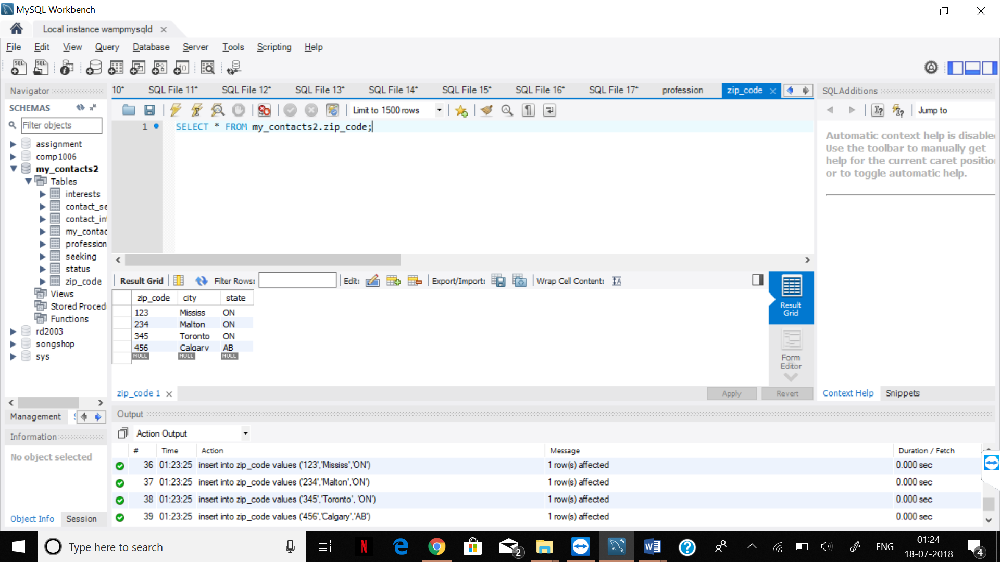 MySQL Workbench
Local instance wampmysqld
File Edit View Query Database Server Tools Scripting Help
Navigator
SCHEMAS
Filter objects
assignment
comp1006
my_contacts2
Tables
interests
contact_se
contact_int
my_contac
profession
seeking
status
zip_code
Views
Stored Proced
Functions
rd2003
songshop
sys
Management
Information
No object selected
Object Info Session
10* SQL File 11* SQL File 12* SQL File 13* SQL File 14* SQL File 15* SQL File 16* SQL File 17* profession zip_code
Limit to 1500 rows
1 SELECT * FROM my_contacts2.zip_code;
Result Grid Filter Rows: Edit: Export/Import: Wrap Cell Content:
zip_code city state
123 Mississ ON
234 Malton ON
345 Toronto ON
456 Calgary AB
NULL NULL NULL
Result Grid
Form Editor
zip_code 1
Apply Revert
SQLAdditions
Jump to
Automatic context help is disable
Use the toolbar to manually get
help for the current caret position
or to toggle automatic help.
Context Help Snippets
Output
Action Output
# Time Action Message Duration / Fetch
36 01:23:25 insert into zip_code values ('123','Mississ','ON') 1 row(s) affected 0.000 sec
37 01:23:25 insert into zip_code values ('234','Malton','ON') 1 row(s) affected 0.000 sec
38 01:23:25 insert into zip_code values ('345','Toronto', 'ON') 1 row(s) affected 0.000 sec
39 01:23:25 insert into zip_code values ('456','Calgary','AB') 1 row(s) affected 0.000 sec
Type here to search
2
ENG
01:24
18-07-2018
4